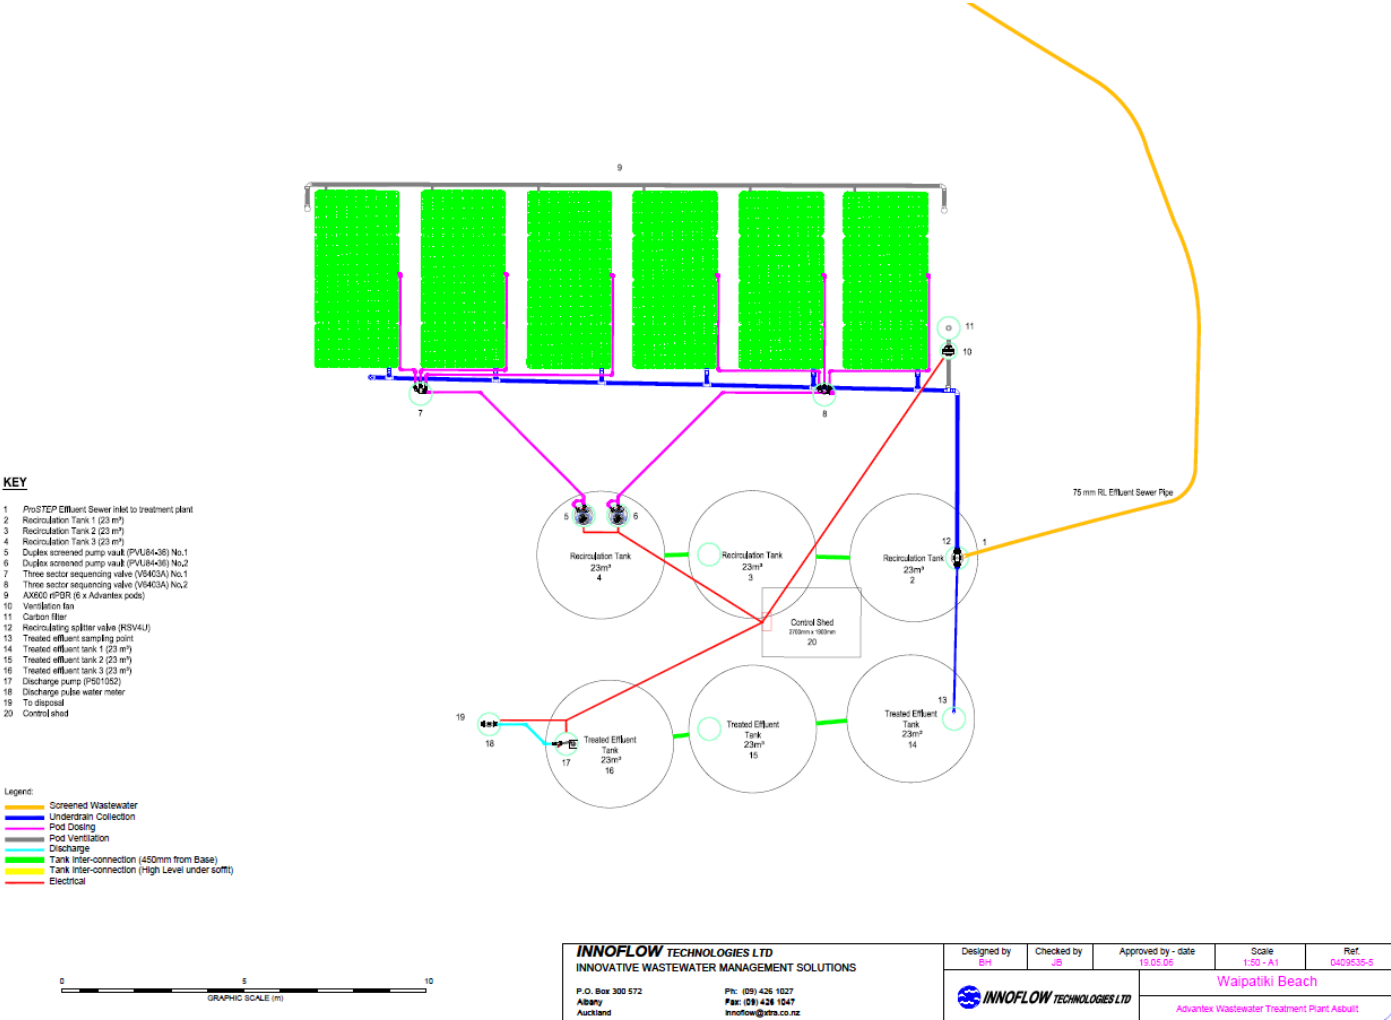 9
11
10
7
8
KEY
1 ProSTEP Effluent Sewer inlet to treatment plant
2 Recirculation Tank 1 (23 m³)
3 Recirculation Tank 2 (23 m³)
4 Recirculation Tank 3 (23 m³)
5 Duplex screened pump vault (PVU84-36) No.1
6 Duplex screened pump vault (PVU84-36) No.2
7 Three sector sequencing valve (V6403A) No.1
8 Three sector sequencing valve (V6403A) No.2
9 AX600 rtPBR (6 x Advantex pods)
10 Ventilation fan
11 Carbon filter
12 Recirculating splitter valve (RSV4U)
13 Treated effluent sampling point
14 Treated effluent tank 1 (23 m³)
15 Treated effluent tank 2 (23 m³)
16 Treated effluent tank 3 (23 m³)
17 Discharge pump (P501052)
18 Discharge pulse water meter
19 To disposal
20 Control shed
75 mm RL Effluent Sewer Pipe
5
6
12
1
Recirculation Tank
23m³
4
Recirculation Tank
23m³
3
Recirculation Tank
23m³
2
Control Shed
2700mm x 1900mm
20
13
19
18
17
Treated Effluent
Tank
23m³
16
Treated Effluent
Tank
23m³
15
Treated Effluent
Tank
23m³
14
Legend:
Screened Wastewater
Underdrain Collection
Pod Dosing
Pod Ventilation
Discharge
Tank Inter-connection (450mm from Base)
Tank Inter-connection (High Level under soffit)
Electrical
0 5 10
GRAPHIC SCALE (m)
INNOFLOW TECHNOLOGIES LTD
INNOVATIVE WASTEWATER MANAGEMENT SOLUTIONS
P.O. Box 300 572
Albany
Auckland
Ph: (09) 426 1027
Fax: (09) 426 1047
innoflow@xtra.co.nz
Designed by
BH
Checked by
JB
Approved by - date
19.05.06
Scale
1:50 - A1
Ref.
0409535-5
INNOFLOW TECHNOLOGIES LTD
Waipatiki Beach
Advantex Wastewater Treatment Plant Asbuilt